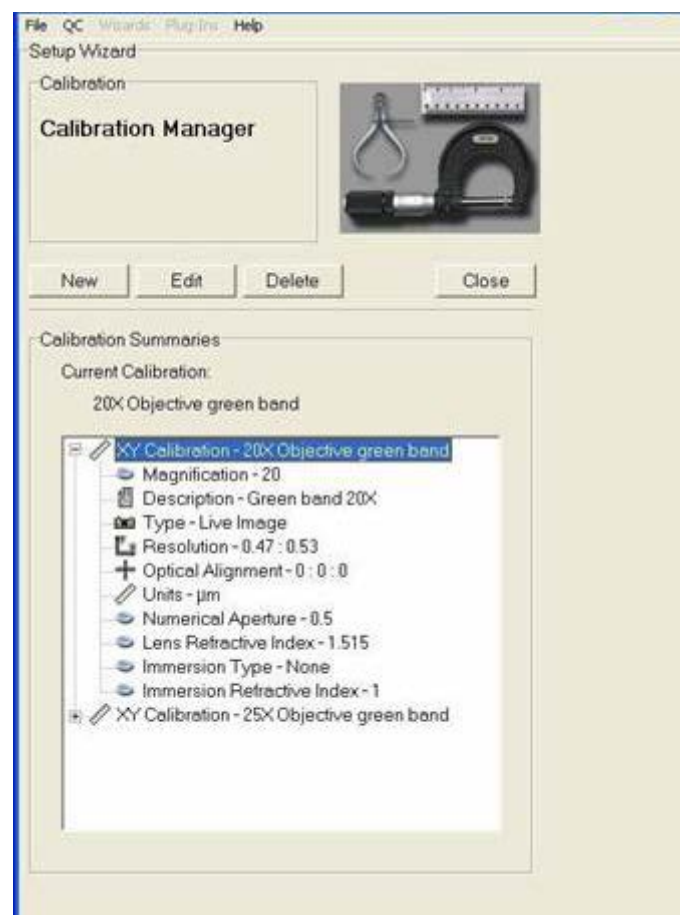 File QC Wizards Plug-Ins Help
Setup Wizard
Calibration
Calibration Manager
New Edit Delete Close
Calibration Summaries
Current Calibration:
20X Objective green band
XY Calibration - 20X Objective green band
Magnification - 20
Description - Green band 20X
Type - Live Image
Resolution - 0.47 : 0.53
Optical Alignment - 0 : 0 : 0
Units - μm
Numerical Aperture - 0.5
Lens Refractive Index - 1.515
Immersion Type - None
Immersion Refractive Index - 1
XY Calibration - 25X Objective green band